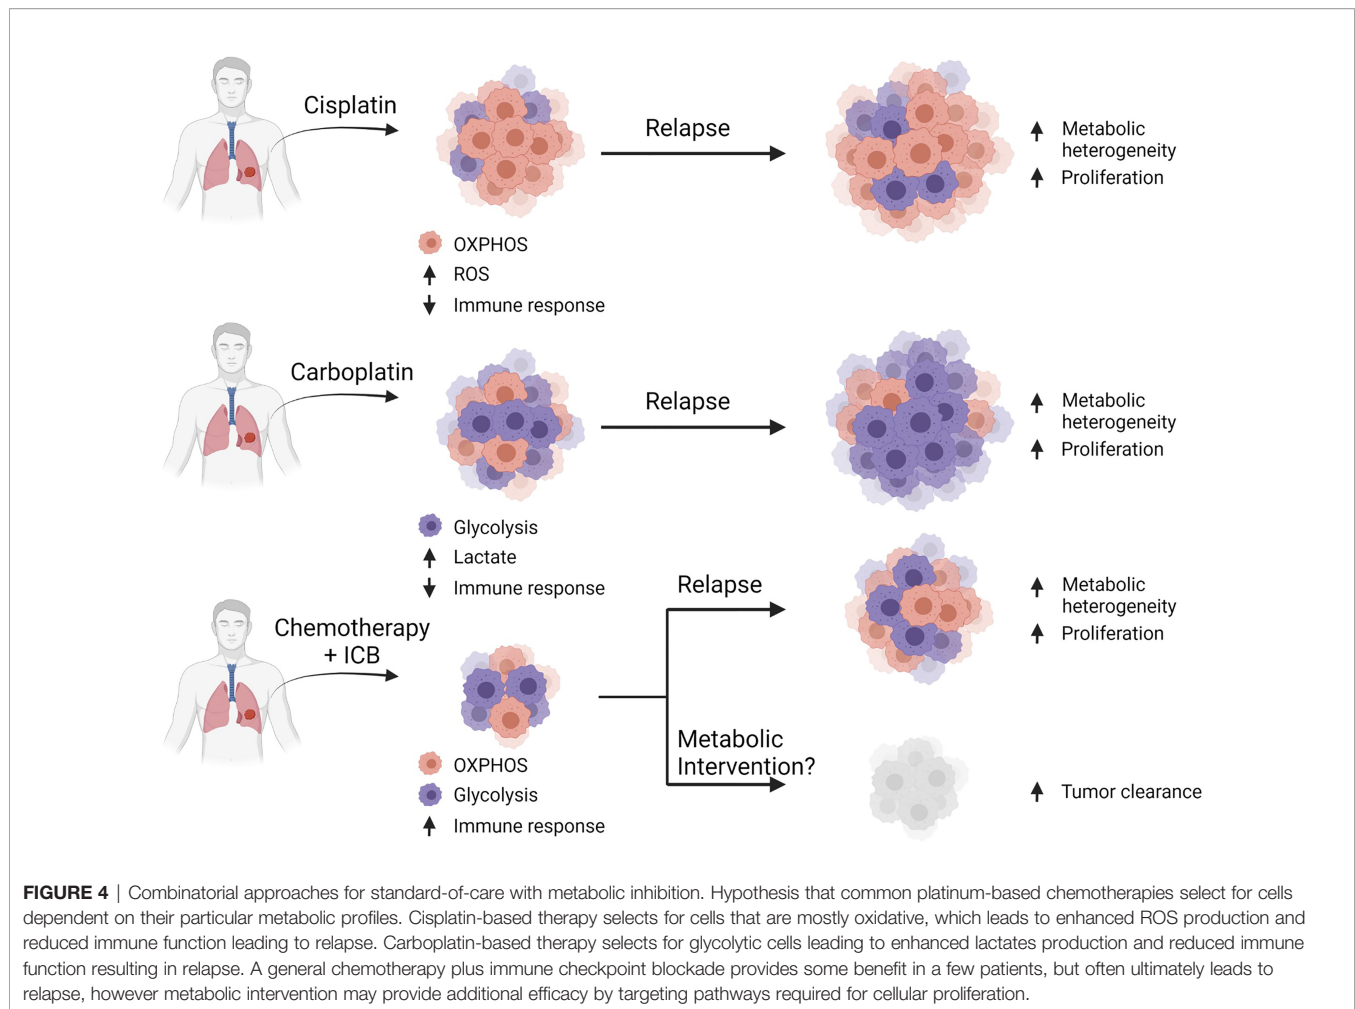 Cisplatin
Relapse
↑ Metabolic
heterogeneity
↑ Proliferation
OXPHOS
↑ ROS
↓ Immune response
Carboplatin
Relapse
↑ Metabolic
heterogeneity
↑ Proliferation
Glycolysis
↑ Lactate
↓ Immune response
Chemotherapy
+ ICB
Relapse
↑ Metabolic
heterogeneity
↑ Proliferation
Metabolic
Intervention?
↑ Tumor clearance
OXPHOS
Glycolysis
↑ Immune response
FIGURE 4 | Combinatorial approaches for standard-of-care with metabolic inhibition. Hypothesis that common platinum-based chemotherapies select for cells
dependent on their particular metabolic profiles. Cisplatin-based therapy selects for cells that are mostly oxidative, which leads to enhanced ROS production and
reduced immune function leading to relapse. Carboplatin-based therapy selects for glycolytic cells leading to enhanced lactates production and reduced immune
function resulting in relapse. A general chemotherapy plus immune checkpoint blockade provides some benefit in a few patients, but often ultimately leads to
relapse, however metabolic intervention may provide additional efficacy by targeting pathways required for cellular proliferation.